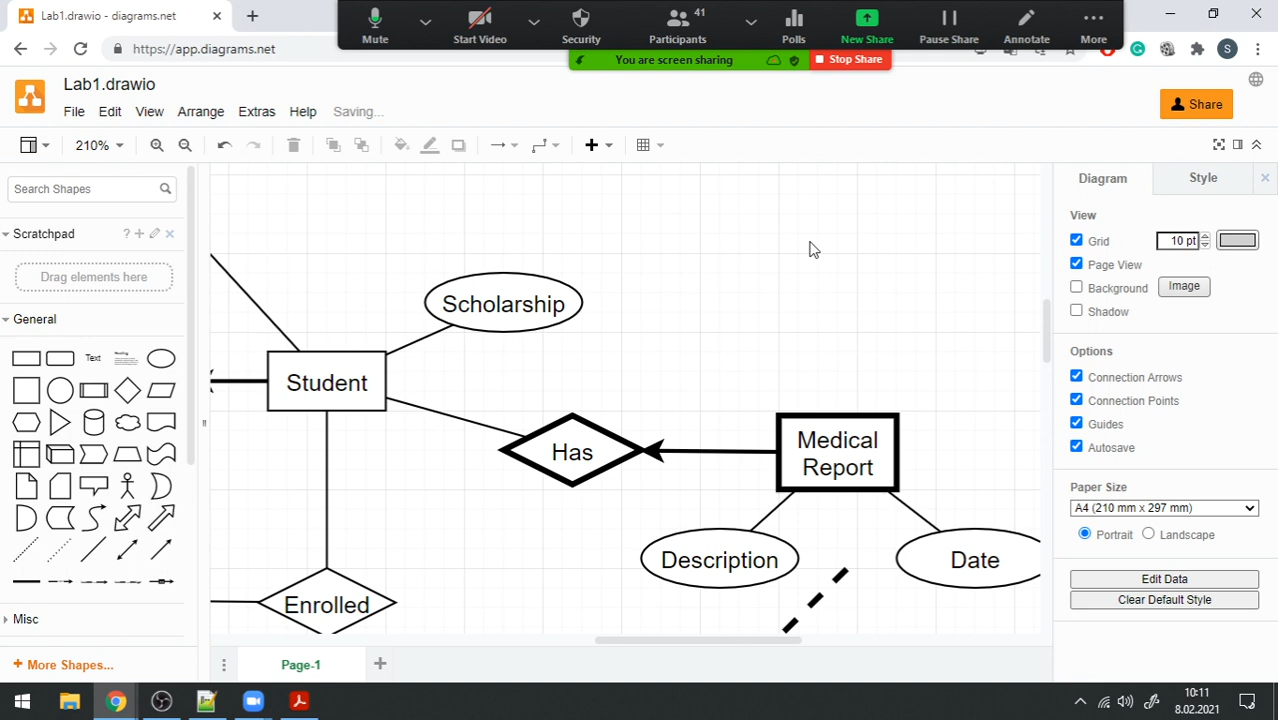 Lab1.drawio - diagrams.net
Mute
Start Video
Security
41
Participants
Polls
New Share
Pause Share
Annotate
More
https://app.diagrams.net
You are screen sharing
Stop Share
S
Lab1.drawio
File Edit View Arrange Extras Help Saving...
Share
210%
Search Shapes
Scratchpad
?
Drag elements here
General
Text
Misc
+ More Shapes...
Scholarship
Student
Has
Medical
Report
Description
Date
Enrolled
Page-1
Diagram
Style
View
Grid
10 pt
Page View
Background
Image
Shadow
Options
Connection Arrows
Connection Points
Guides
Autosave
Paper Size
A4 (210 mm x 297 mm)
Portrait
Landscape
Edit Data
Clear Default Style
10:11
8.02.2021